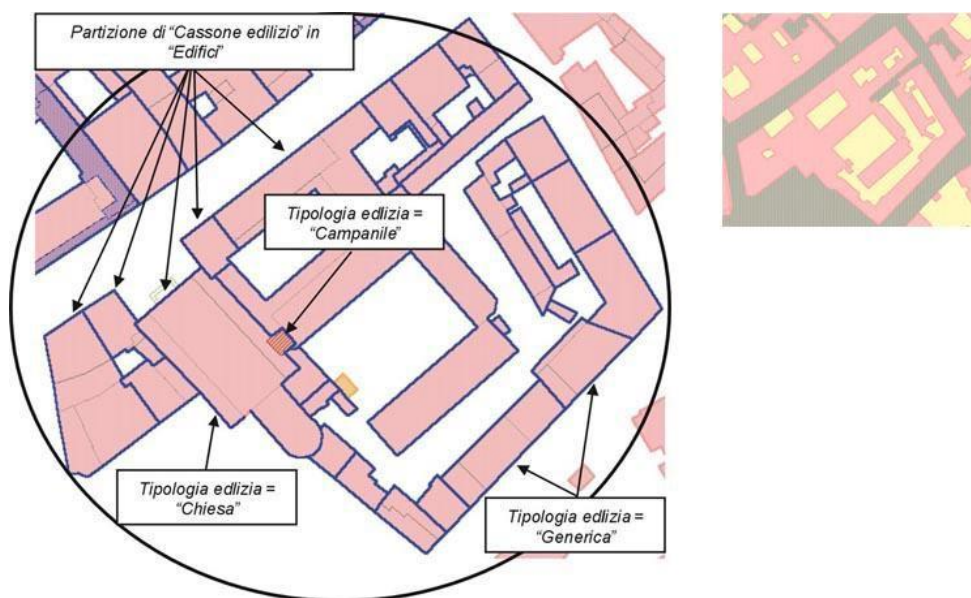 Partizione di “Cassone edilizio” in
“Edifici”
Tipologia edlizia =
“Campanile”
Tipologia edlizia =
“Chiesa”
Tipologia edlizia =
“Generica”